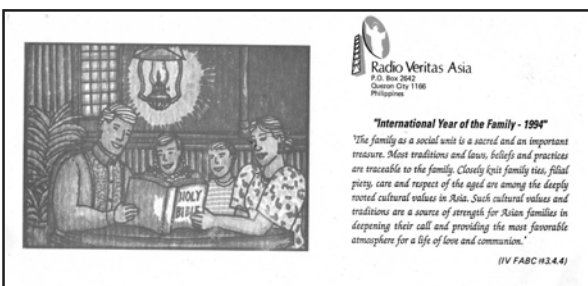 HOLY
BIBLE
Radio Veritas Asia
P.O. Box 2642
Quezon City 1166
Philippines
"International Year of the Family - 1994"
"The family as a social unit is a sacred and an important
treasure. Most traditions and laws, beliefs and practices
are traceable to the family. Closely knit family ties, filial
piety, care and respect of the aged are among the deeply
rooted cultural values in Asia. Such cultural values and
traditions are a source of strength for Asian families in
deepening their call and providing the most favorable
atmosphere for a life of love and communion."
(IV FABC #3.4.4)